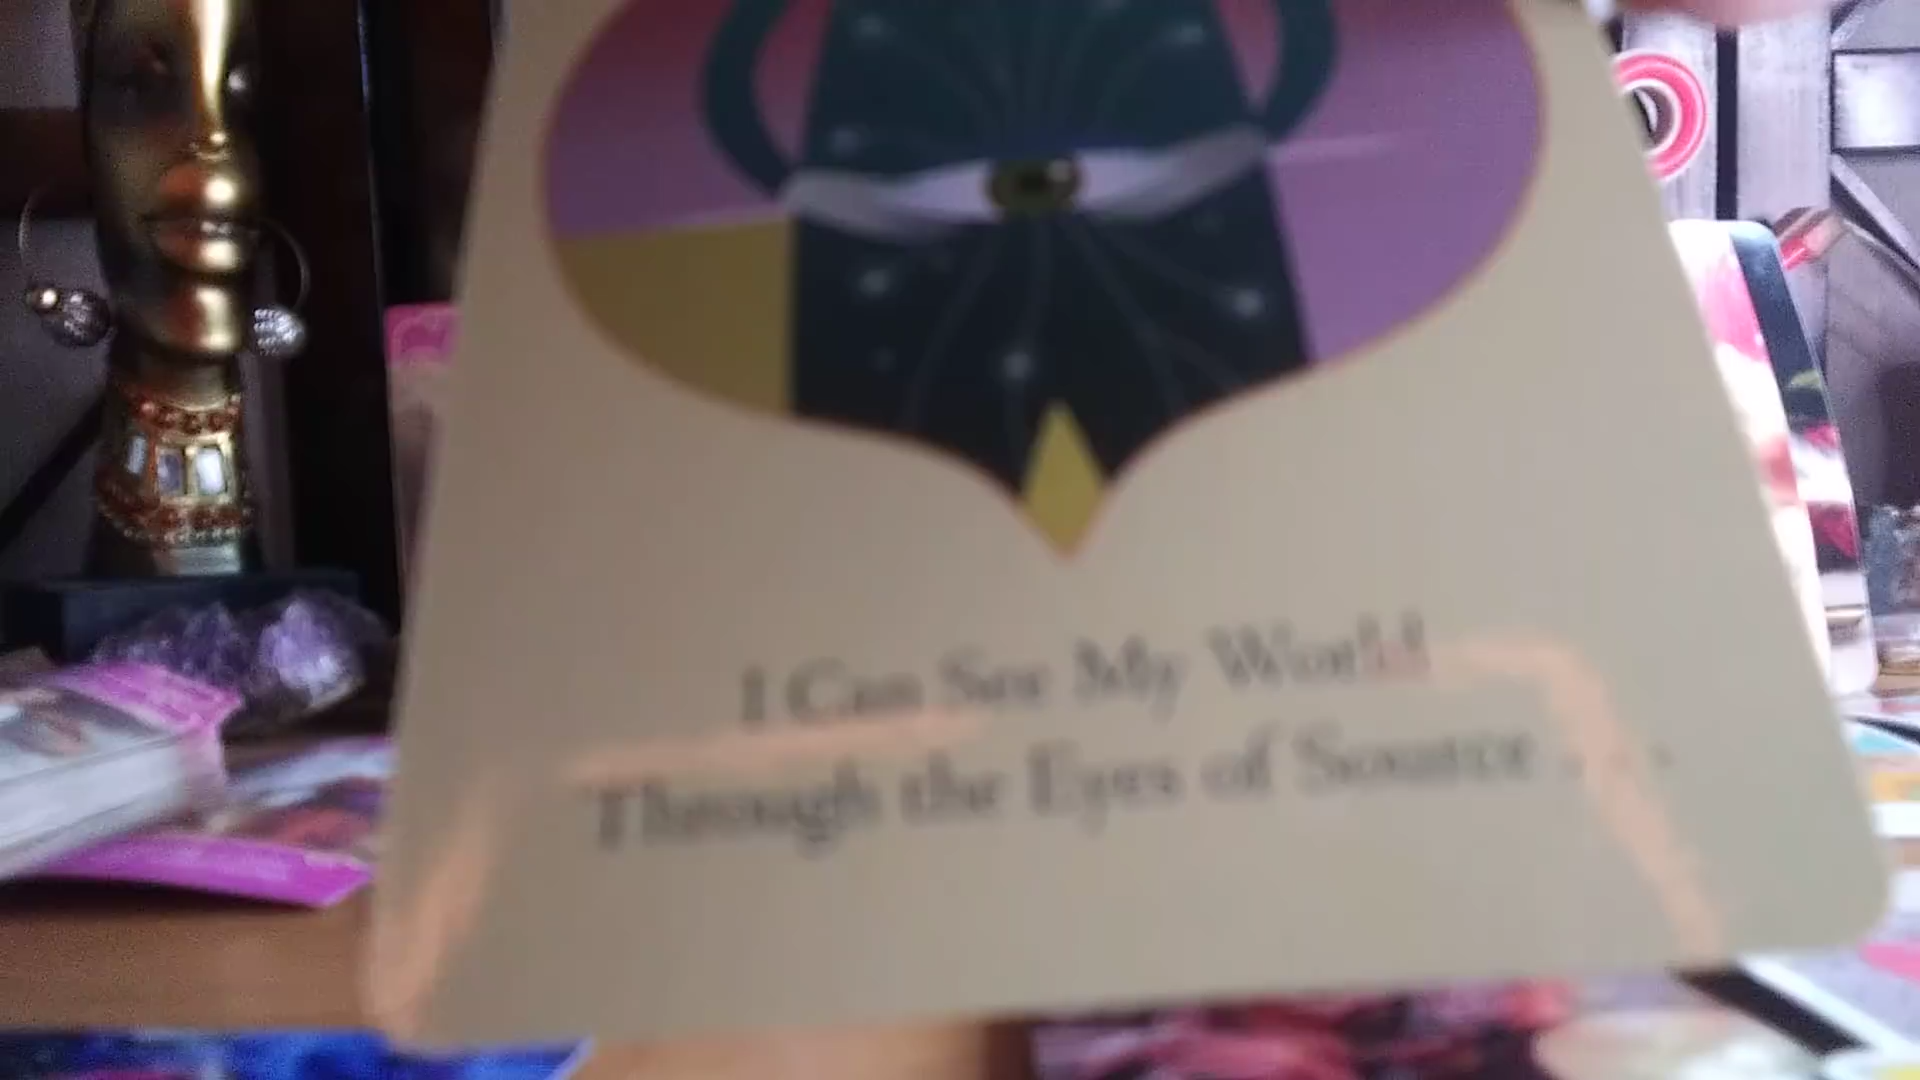 I Can See My World
Through the Eyes of Source . . .